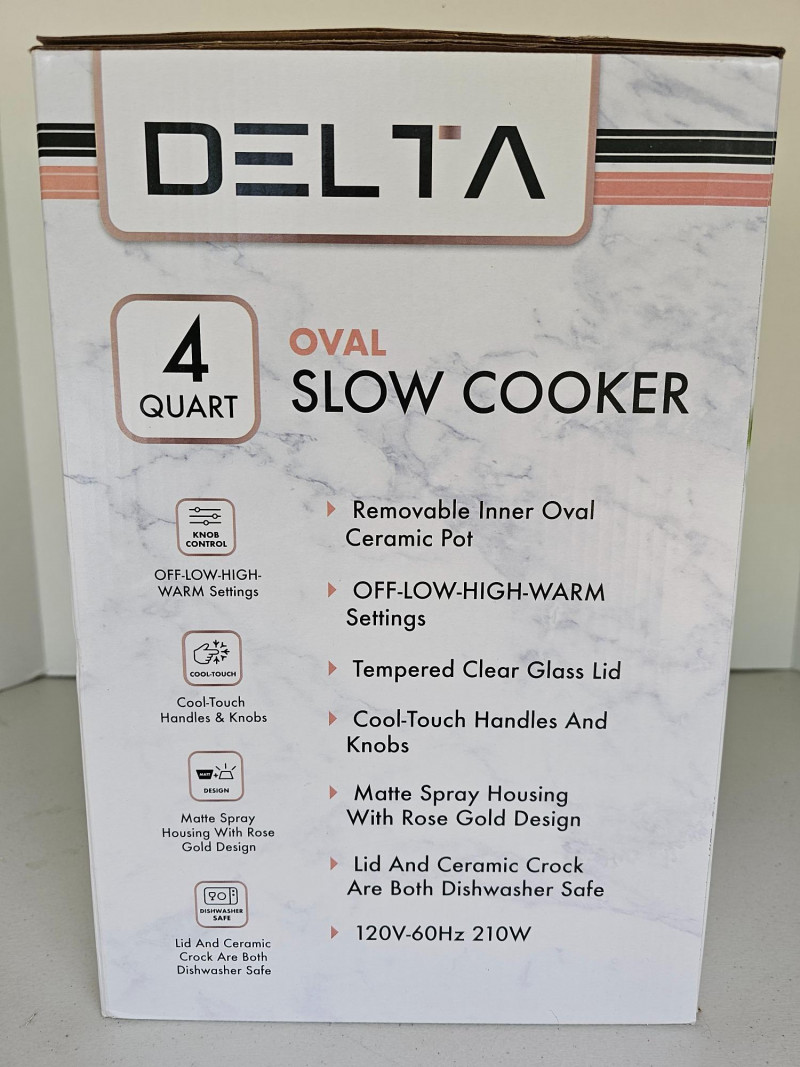 DELTA
4
QUART
OVAL
SLOW COOKER
KNOB
CONTROL
OFF-LOW-HIGH-
WARM Settings
COOL-TOUCH
Cool-Touch
Handles & Knobs
MATT
DESIGN
Matte Spray
Housing With Rose
Gold Design
DISHWASHER
SAFE
Lid And Ceramic
Crock Are Both
Dishwasher Safe
Removable Inner Oval
Ceramic Pot
OFF-LOW-HIGH-WARM
Settings
Tempered Clear Glass Lid
Cool-Touch Handles And
Knobs
Matte Spray Housing
With Rose Gold Design
Lid And Ceramic Crock
Are Both Dishwasher Safe
120V-60Hz 210W